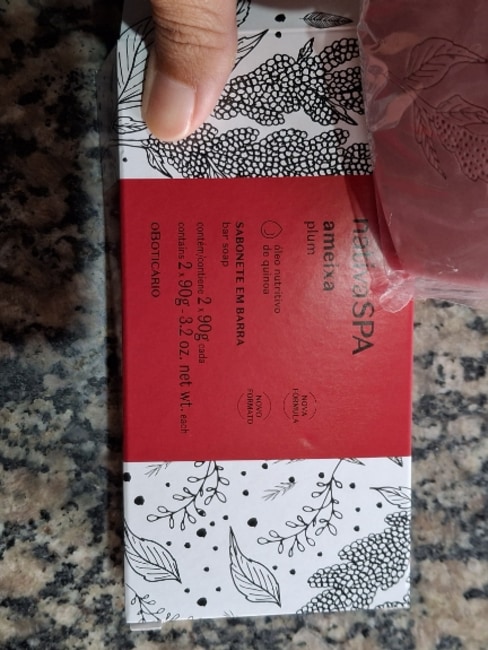 nativaSPA
ameixa
plum
óleo nutritivo
de quinoa
NOVA
FÓRMULA
NOVO
FORMATO
SABONETE EM BARRA
bar soap
contém/contiene 2 x 90g cada
contains 2 x 90g - 3.2 oz. net wt. each
OBOTICÁRIO